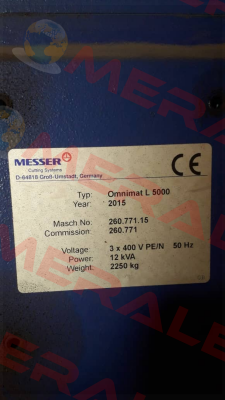 MERALE
MESSER
Cutting Systems
D-64818 Groß-Umstadt, Germany
CE
Typ: Omnimat L 5000
Year: 2015
Masch No. 260.771.15
Commission: 260.771
Voltage: 3 x 400 V PE/N 50 Hz
Power: 12 kVA
Weight: 2250 kg